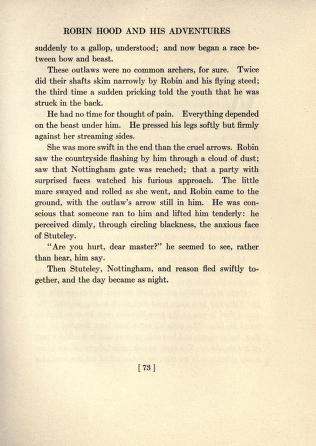 ROBIN HOOD AND HIS ADVENTURES
suddenly to a gallop, understood; and now began a race be-
tween bow and beast.
These outlaws were no common archers, for sure. Twice
did their shafts skim narrowly by Robin and his flying steed;
the third time a sudden pricking told the youth that he was
struck in the back.
He had no time for thought of pain. Everything depended
on the beast under him. He pressed his legs softly but firmly
against her streaming sides.
She was more swift in the end than the cruel arrows. Robin
saw the countryside flashing by him through a cloud of dust;
saw that Nottingham gate was reached; that a party with
surprised faces watched his furious approach. The little
mare swayed and rolled as she went, and Robin came to the
ground, with the outlaw's arrow still in him. He was con-
scious that someone ran to him and lifted him tenderly: he
perceived dimly, through circling blackness, the anxious face
of Stuteley.
"Are you hurt, dear master?" he seemed to see, rather
than hear, him say.
Then Stuteley, Nottingham, and reason fled swiftly to-
gether, and the day became as night.
[ 73 ]